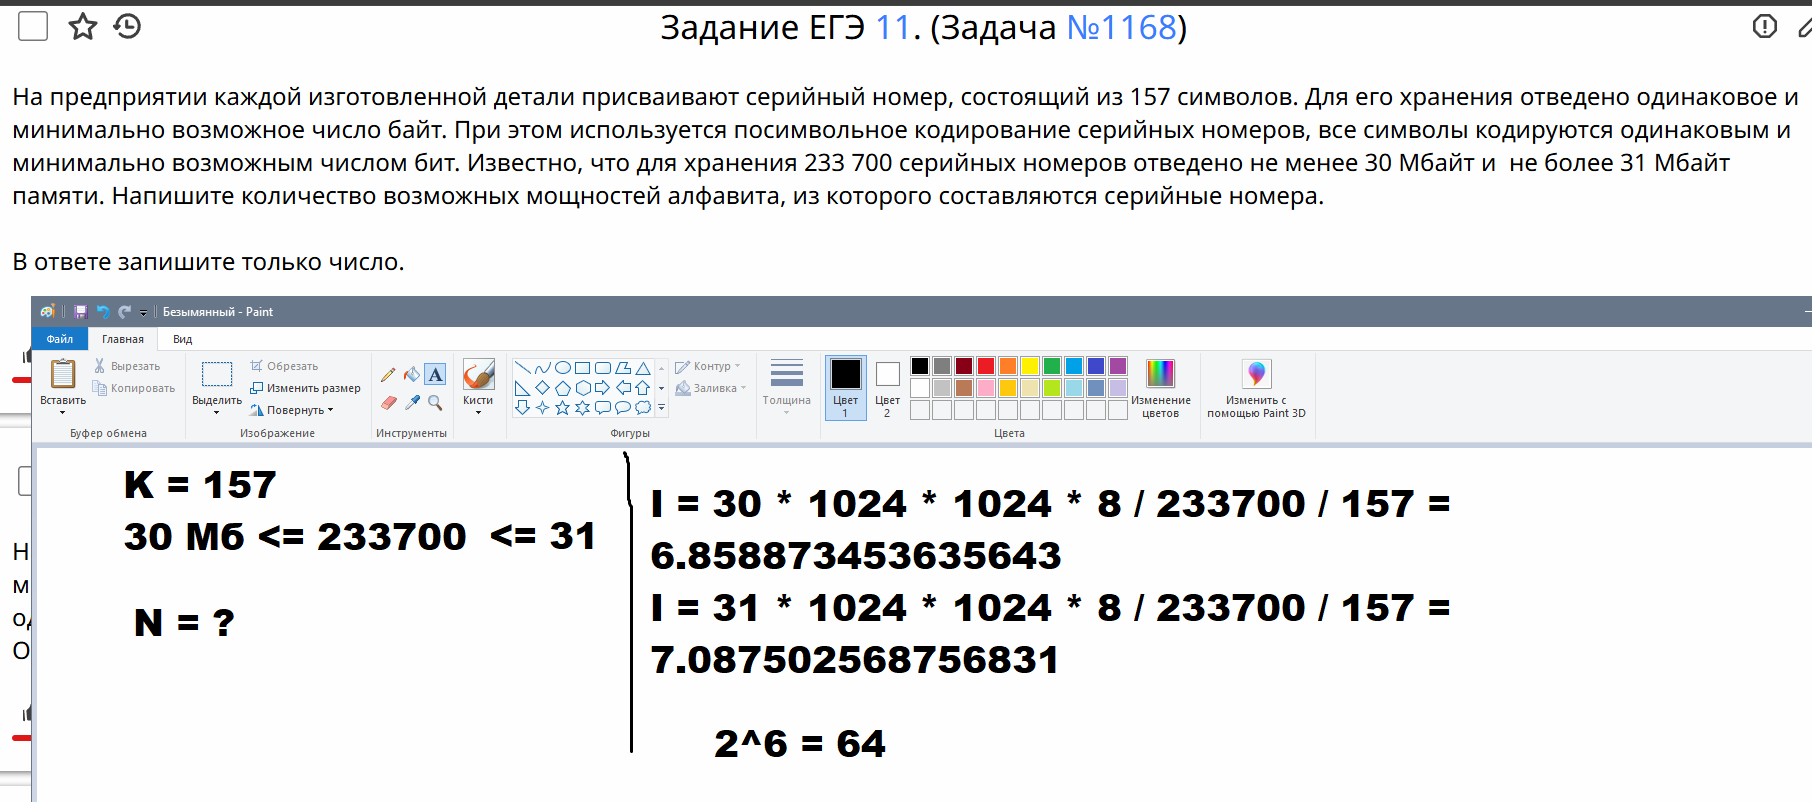 Задание ЕГЭ 11. (Задача №1168)
На предприятии каждой изготовленной детали присваивают серийный номер, состоящий из 157 символов. Для его хранения отведено одинаковое и
минимально возможное число байт. При этом используется посимвольное кодирование серийных номеров, все символы кодируются одинаковым и
минимально возможным числом бит. Известно, что для хранения 233 700 серийных номеров отведено не менее 30 Мбайт и не более 31 Мбайт
памяти. Напишите количество возможных мощностей алфавита, из которого составляются серийные номера.
В ответе запишите только число.
Безымянный - Paint
Файл Главная Вид
Вставить
Вырезать
Копировать
Буфер обмена
Выделить
Обрезать
Изменить размер
Повернуть
Изображение
A
Инструменты
Кисти
Фигуры
Контур
Заливка
Толщина
Цвет 1
Цвет 2
Изменение цветов
Цвета
Изменить с помощью Paint 3D
Н
м
О
K = 157
30 Мб <= 233700 <= 31
N = ?
I = 30 * 1024 * 1024 * 8 / 233700 / 157 =
6.858873453635643
I = 31 * 1024 * 1024 * 8 / 233700 / 157 =
7.087502568756831
2^6 = 64